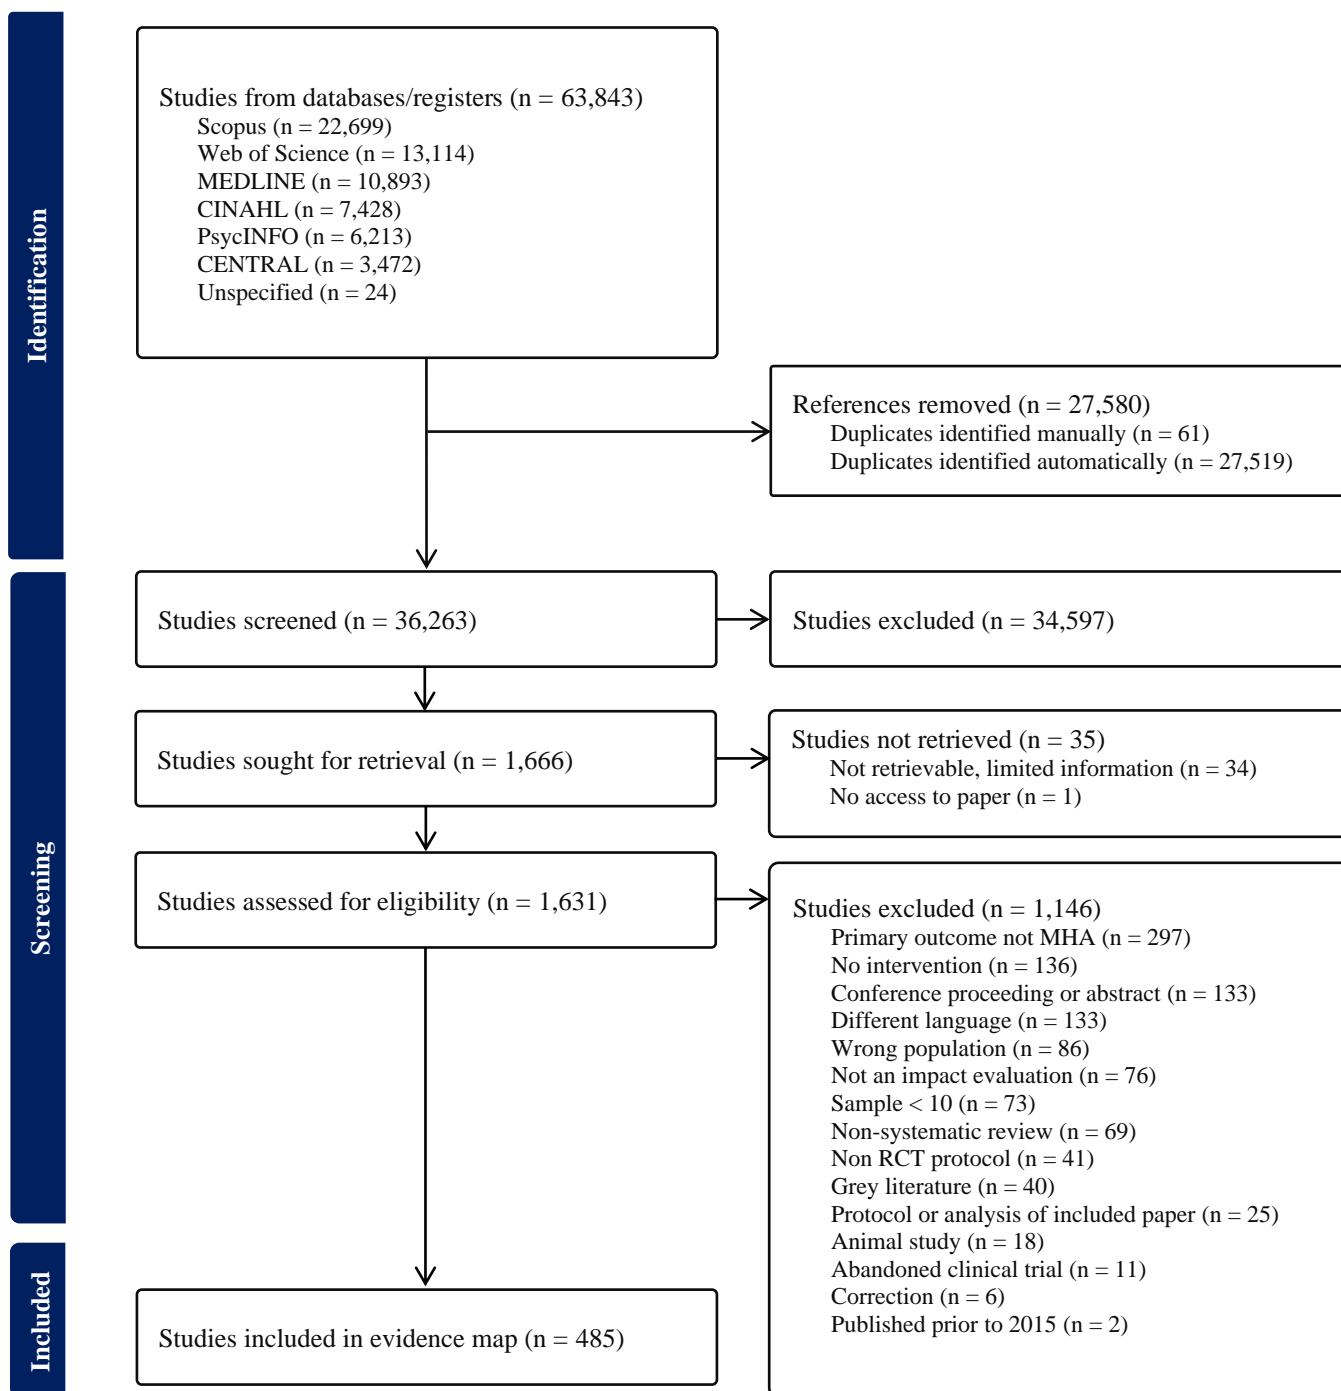 Identification
Studies from databases/registers (n = 63,843)
Scopus (n = 22,699)
Web of Science (n = 13,114)
MEDLINE (n = 10,893)
CINAHL (n = 7,428)
PsycINFO (n = 6,213)
CENTRAL (n = 3,472)
Unspecified (n = 24)
References removed (n = 27,580)
Duplicates identified manually (n = 61)
Duplicates identified automatically (n = 27,519)
Screening
Studies screened (n = 36,263)
Studies excluded (n = 34,597)
Studies sought for retrieval (n = 1,666)
Studies not retrieved (n = 35)
Not retrievable, limited information (n = 34)
No access to paper (n = 1)
Studies assessed for eligibility (n = 1,631)
Studies excluded (n = 1,146)
Primary outcome not MHA (n = 297)
No intervention (n = 136)
Conference proceeding or abstract (n = 133)
Different language (n = 133)
Wrong population (n = 86)
Not an impact evaluation (n = 76)
Sample < 10 (n = 73)
Non-systematic review (n = 69)
Non RCT protocol (n = 41)
Grey literature (n = 40)
Protocol or analysis of included paper (n = 25)
Animal study (n = 18)
Abandoned clinical trial (n = 11)
Correction (n = 6)
Published prior to 2015 (n = 2)
Included
Studies included in evidence map (n = 485)